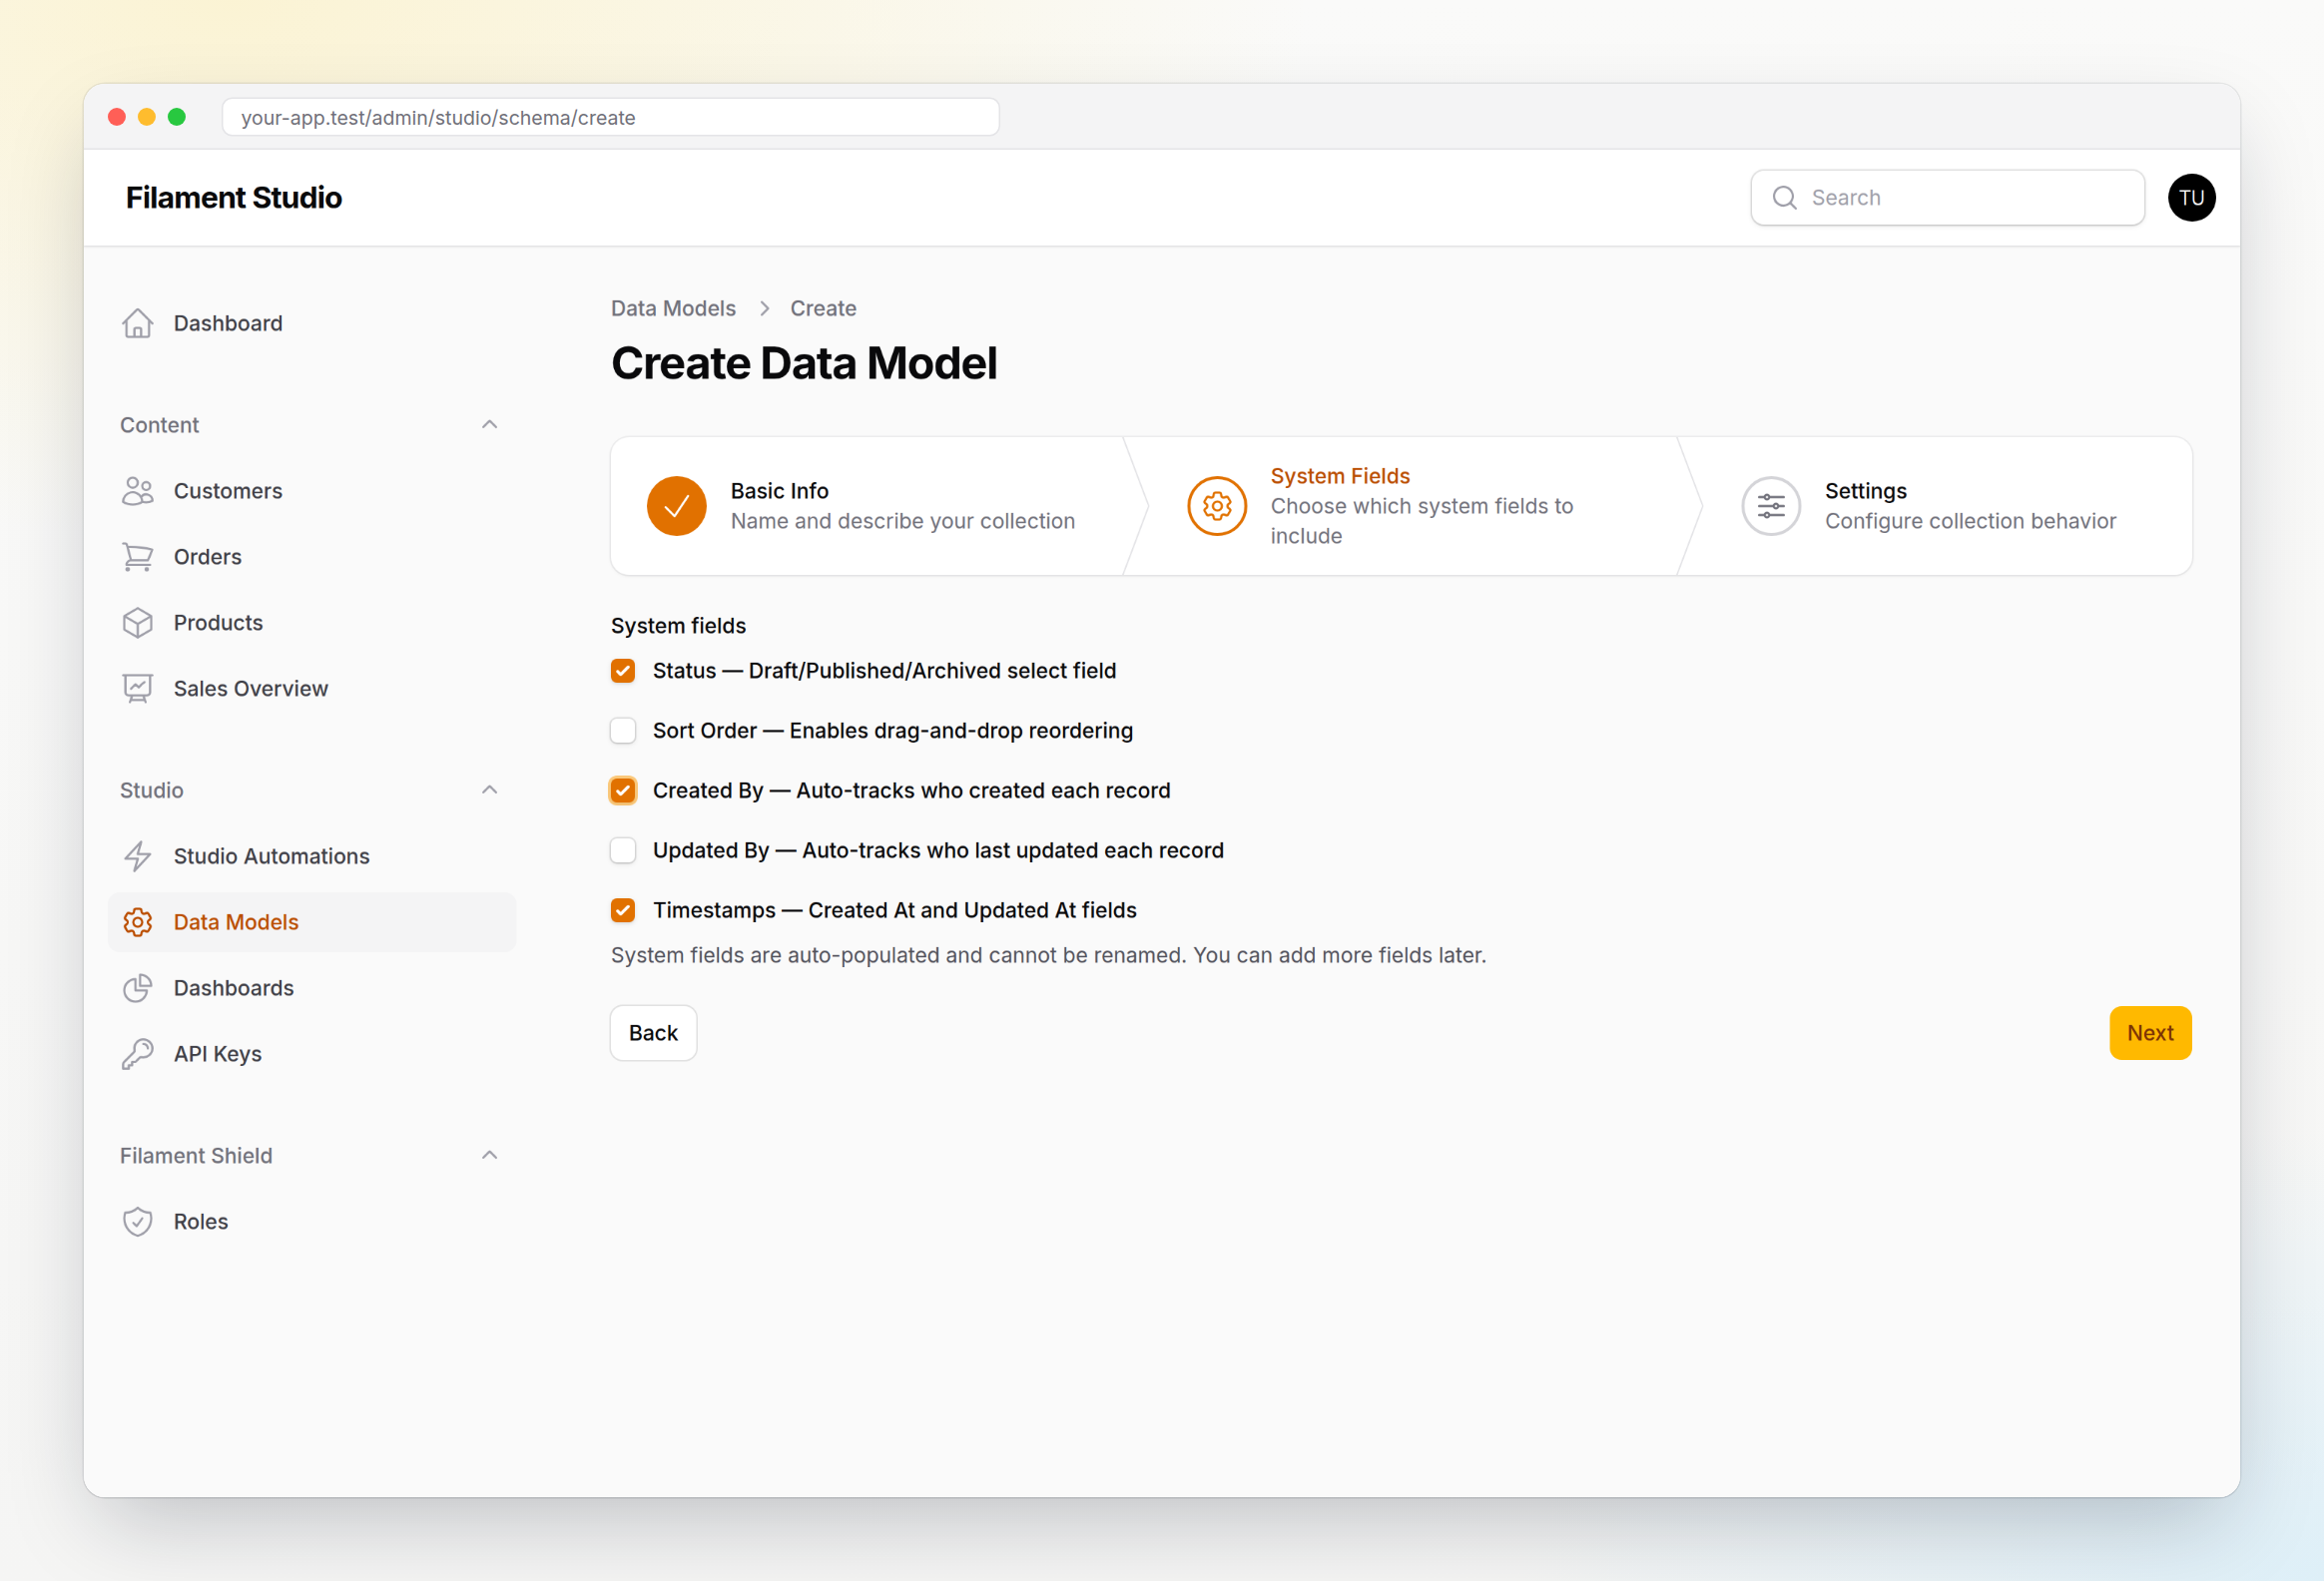 your-app.test/admin/studio/schema/create
Filament Studio
Search
TU
Dashboard
Content
Customers
Orders
Products
Sales Overview
Studio
Studio Automations
Data Models
Dashboards
API Keys
Filament Shield
Roles
Data Models > Create
Create Data Model
Basic Info
Name and describe your collection
System Fields
Choose which system fields to
include
Settings
Configure collection behavior
System fields
Status — Draft/Published/Archived select field
Sort Order — Enables drag-and-drop reordering
Created By — Auto-tracks who created each record
Updated By — Auto-tracks who last updated each record
Timestamps — Created At and Updated At fields
System fields are auto-populated and cannot be renamed. You can add more fields later.
Back
Next